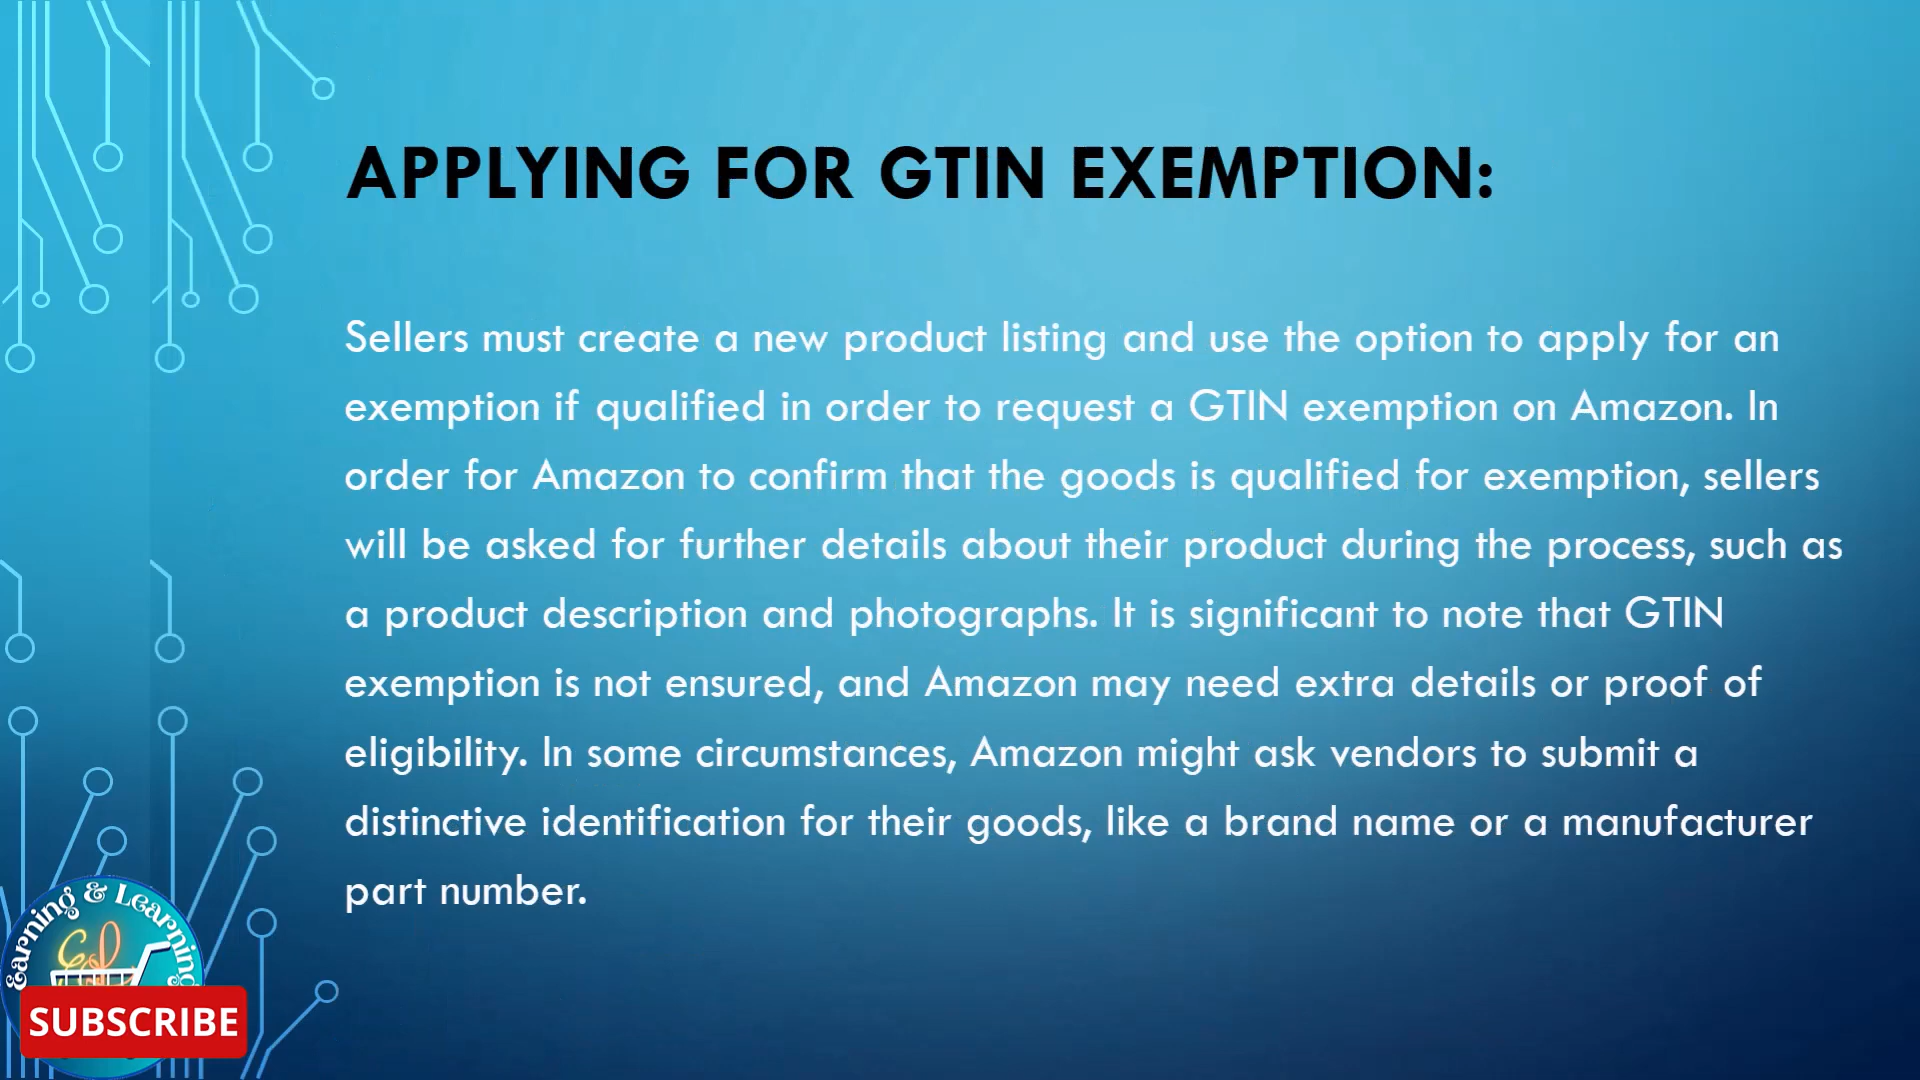 APPLYING FOR GTIN EXEMPTION:
Sellers must create a new product listing and use the option to apply for an
exemption if qualified in order to request a GTIN exemption on Amazon. In
order for Amazon to confirm that the goods is qualified for exemption, sellers
will be asked for further details about their product during the process, such as
a product description and photographs. It is significant to note that GTIN
exemption is not ensured, and Amazon may need extra details or proof of
eligibility. In some circumstances, Amazon might ask vendors to submit a
distinctive identification for their goods, like a brand name or a manufacturer
part number.
Earning & Learning
EL
SUBSCRIBE